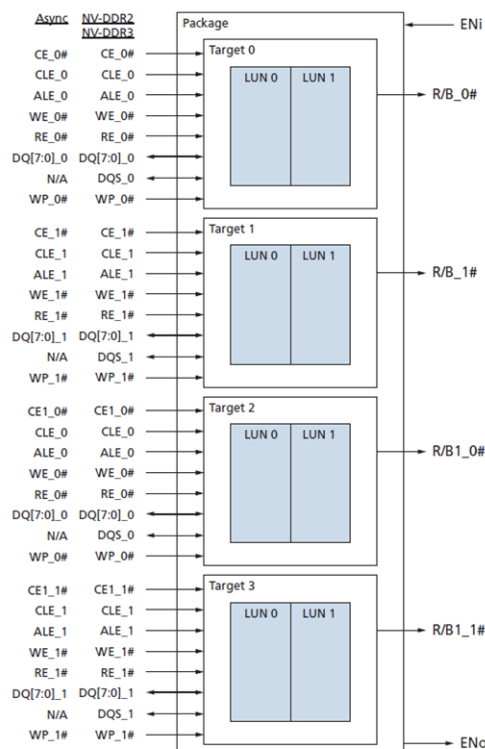 Async NV-DDR2
NV-DDR3
Package
ENi
Target 0
CE_0# CE_0#
CLE_0 CLE_0
LUN 0 LUN 1
ALE_0 ALE_0
R/B_0#
WE_0# WE_0#
RE_0# RE_0#
DQ[7:0]_0 DQ[7:0]_0
N/A DQS_0
WP_0# WP_0#
Target 1
CE_1# CE_1#
CLE_1 CLE_1
LUN 0 LUN 1
ALE_1 ALE_1
R/B_1#
WE_1# WE_1#
RE_1# RE_1#
DQ[7:0]_1 DQ[7:0]_1
N/A DQS_1
WP_1# WP_1#
Target 2
CE1_0# CE1_0#
CLE_0 CLE_0
LUN 0 LUN 1
ALE_0 ALE_0
R/B1_0#
WE_0# WE_0#
RE_0# RE_0#
DQ[7:0]_0 DQ[7:0]_0
N/A DQS_0
WP_0# WP_0#
Target 3
CE1_1# CE1_1#
CLE_1 CLE_1
LUN 0 LUN 1
ALE_1 ALE_1
R/B1_1#
WE_1# WE_1#
RE_1# RE_1#
DQ[7:0]_1 DQ[7:0]_1
N/A DQS_1
WP_1# WP_1#
ENo